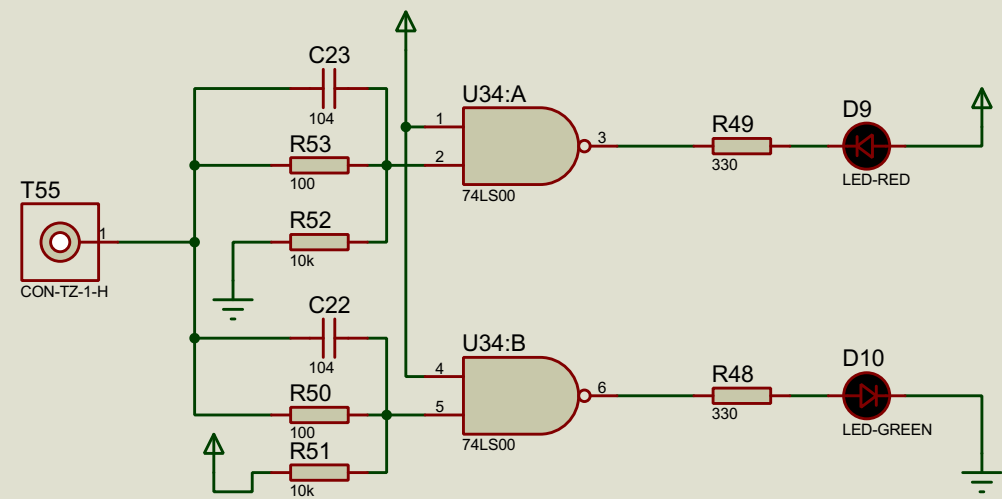 C23
104
R53
100
R52
10k
T55
1
CON-TZ-1-H
C22
104
R50
100
R51
10k
U34:A
1
2
3
74LS00
R49
330
D9
LED-RED
U34:B
4
5
6
74LS00
R48
330
D10
LED-GREEN